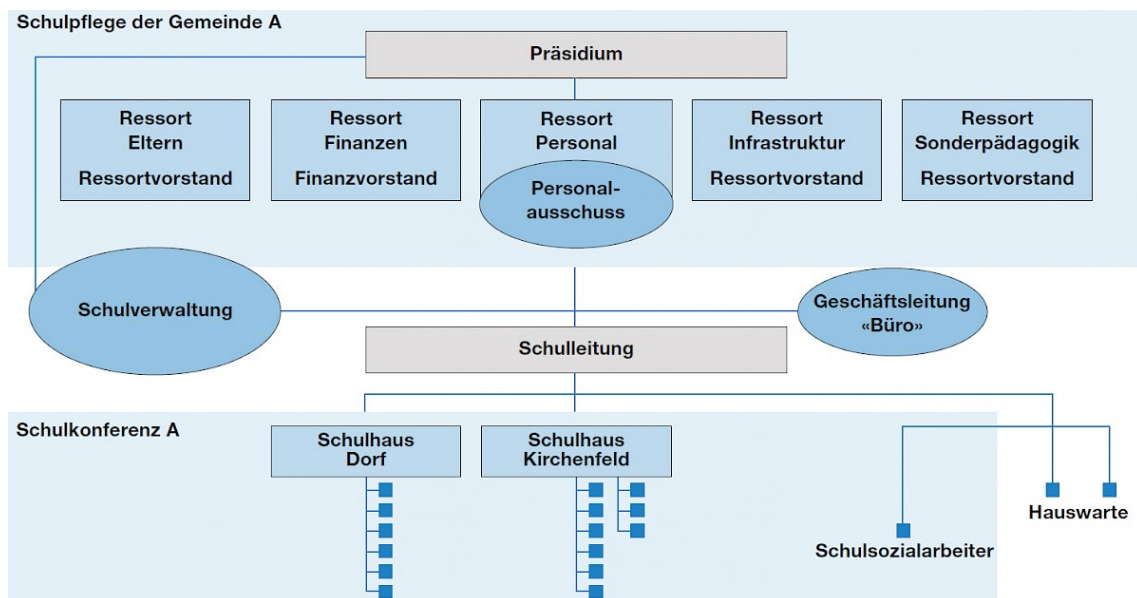 Schulpflege der Gemeinde A
Präsidium
Ressort
Eltern
Ressortvorstand
Ressort
Finanzen
Finanzvorstand
Ressort
Personal
Personal-
ausschuss
Ressort
Infrastruktur
Ressortvorstand
Ressort
Sonderpädagogik
Ressortvorstand
Schulverwaltung
Geschäftsleitung
«Büro»
Schulleitung
Schulkonferenz A
Schulhaus
Dorf
Schulhaus
Kirchenfeld
Schulsozialarbeiter
Hauswarte